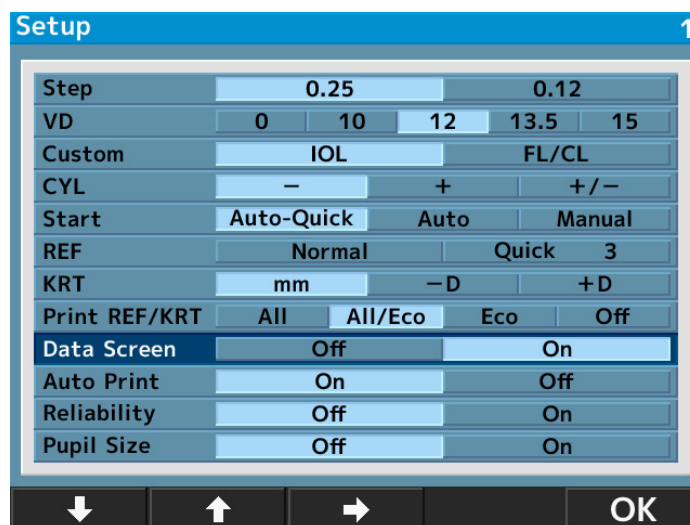 Setup 1
Step 0.25 0.12
VD 0 10 12 13.5 15
Custom IOL FL/CL
CYL − + +/−
Start Auto-Quick Auto Manual
REF Normal Quick 3
KRT mm −D +D
Print REF/KRT All All/Eco Eco Off
Data Screen Off On
Auto Print On Off
Reliability Off On
Pupil Size Off On
OK